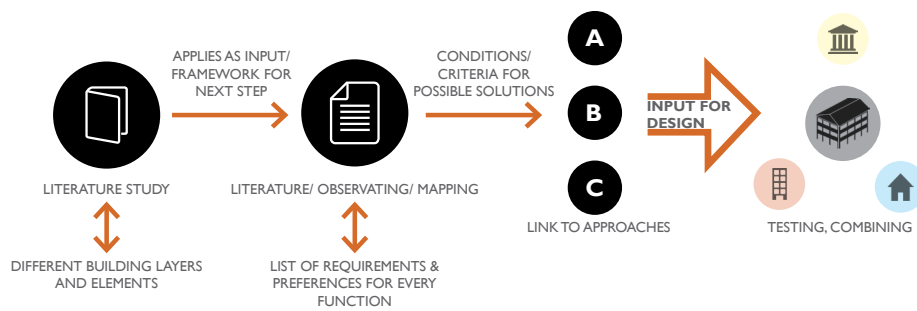 APPLIES AS INPUT/
FRAMEWORK FOR
NEXT STEP
CONDITIONS/
CRITERIA FOR
POSSIBLE SOLUTIONS
A
B
C
INPUT FOR
DESIGN
LITERATURE STUDY
LITERATURE/ OBSERVATING/ MAPPING
LINK TO APPROACHES
TESTING, COMBINING
DIFFERENT BUILDING LAYERS
AND ELEMENTS
LIST OF REQUIREMENTS &
PREFERENCES FOR EVERY
FUNCTION